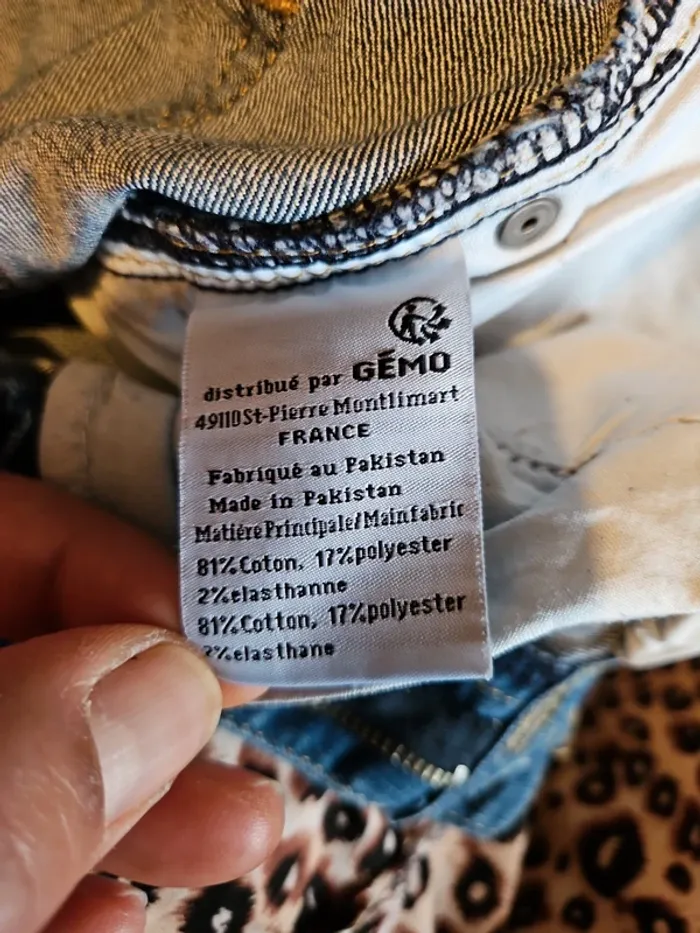 distribué par GÉMO
49110 St-Pierre Montlimart
FRANCE
Fabriqué au Pakistan
Made in Pakistan
Matière Principale/Main fabric
81%Coton, 17%polyester
2%elasthanne
81%Cotton, 17%polyester
2%elasthane